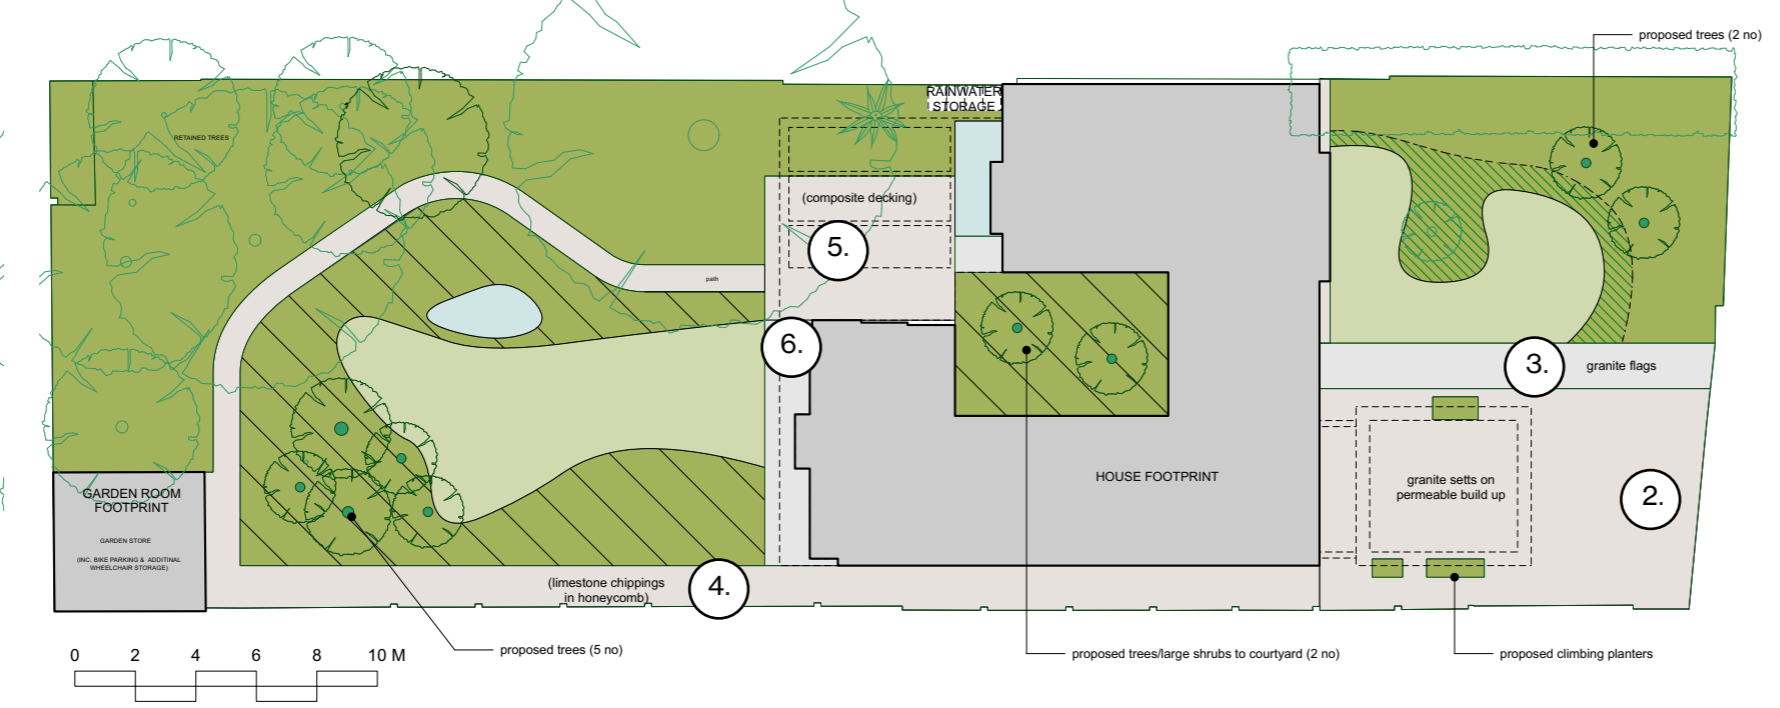 proposed trees (2 no)
RAINWATER
STORAGE
RETAINED TREES
(composite decking)
5.
path
6.
3.
granite flags
HOUSE FOOTPRINT
granite setts on
permeable build up
2.
GARDEN ROOM
FOOTPRINT
GARDEN STORE
(INC. BIKE PARKING & ADDITINAL
WHEELCHAIR STORAGE)
(limestone chippings
in honeycomb)
4.
proposed trees (5 no)
proposed trees/large shrubs to courtyard (2 no)
proposed climbing planters
0 2 4 6 8 10 M